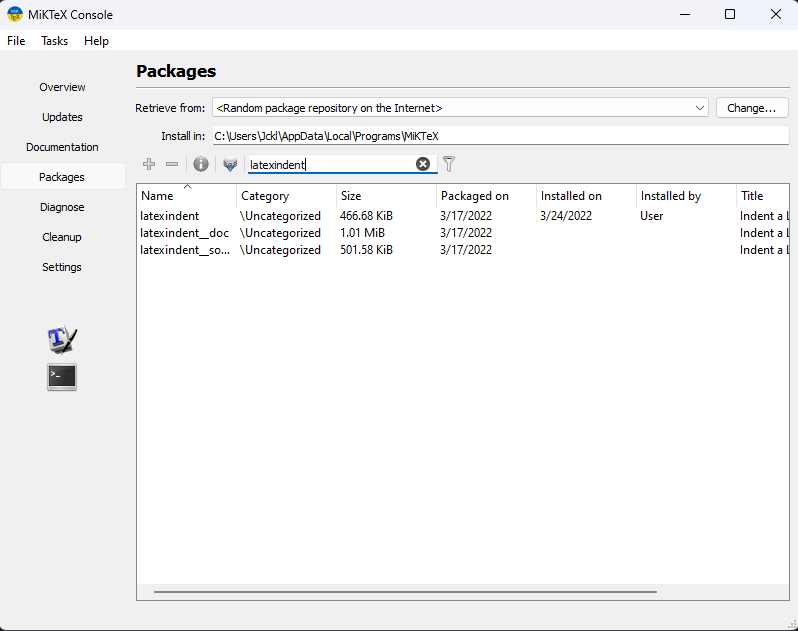 MiKTeX Console
File Tasks Help
Overview
Updates
Documentation
Packages
Diagnose
Cleanup
Settings
Packages
Retrieve from: <Random package repository on the Internet> Change...
Install in: C:\Users\Jckl\AppData\Local\Programs\MiKTeX
latexindent
Name Category Size Packaged on Installed on Installed by Title
latexindent \Uncategorized 466.68 KiB 3/17/2022 3/24/2022 User Indent a L
latexindent__doc \Uncategorized 1.01 MiB 3/17/2022 Indent a L
latexindent__so... \Uncategorized 501.58 KiB 3/17/2022 Indent a L